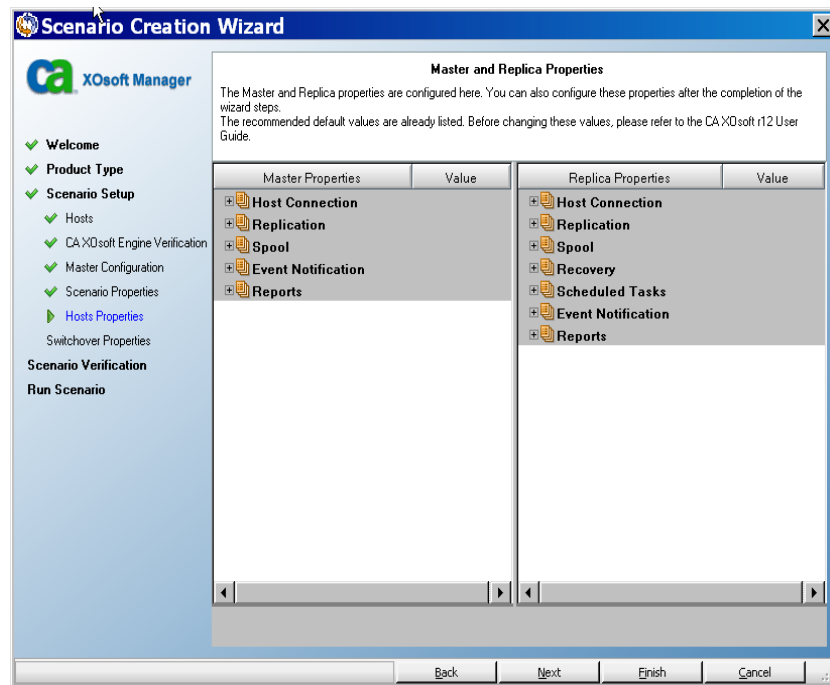 Scenario Creation Wizard
ca XOsoft Manager
Welcome
Product Type
Scenario Setup
Hosts
CA XOsoft Engine Verification
Master Configuration
Scenario Properties
Hosts Properties
Switchover Properties
Scenario Verification
Run Scenario
Master and Replica Properties
The Master and Replica properties are configured here. You can also configure these properties after the completion of the
wizard steps.
The recommended default values are already listed. Before changing these values, please refer to the CA XOsoft r12 User
Guide.
Master Properties Value
Host Connection
Replication
Spool
Event Notification
Reports
Replica Properties Value
Host Connection
Replication
Spool
Recovery
Scheduled Tasks
Event Notification
Reports
Back Next Finish Cancel